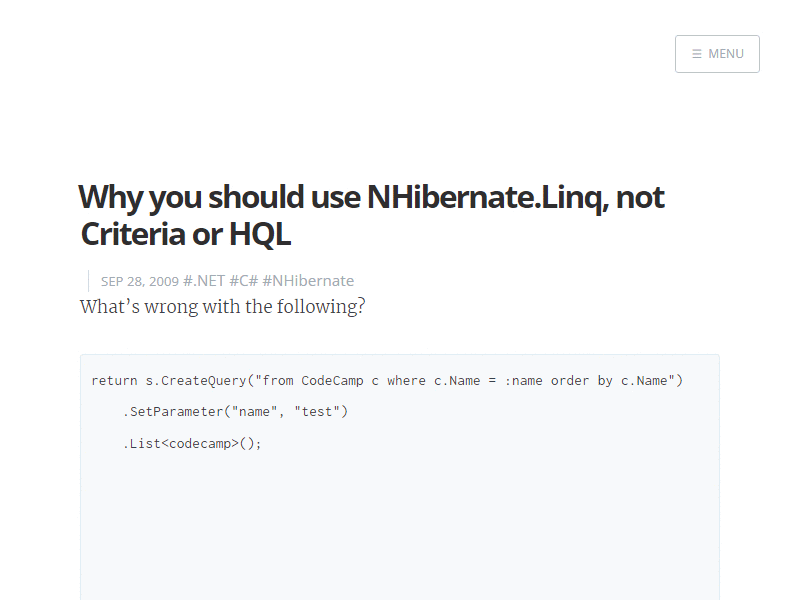 ☰ MENU
Why you should use NHibernate.Linq, not
Criteria or HQL
SEP 28, 2009 #.NET #C# #NHibernate
What’s wrong with the following?
return s.CreateQuery("from CodeCamp c where c.Name = :name order by c.Name")
.SetParameter("name", "test")
.List<codecamp>();